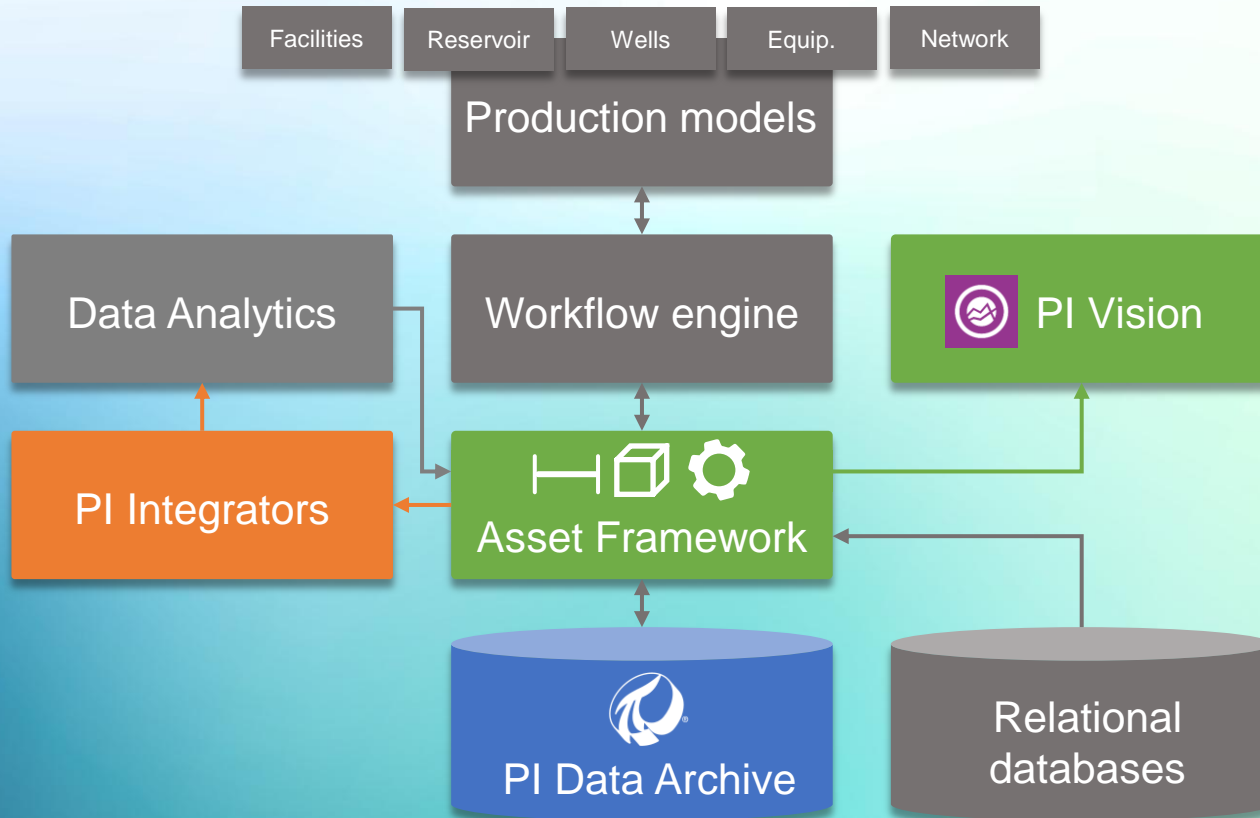 Facilities
Reservoir
Wells
Equip.
Network
Production models
Data Analytics
Workflow engine
PI Vision
PI Integrators
Asset Framework
PI Data Archive
Relational
databases